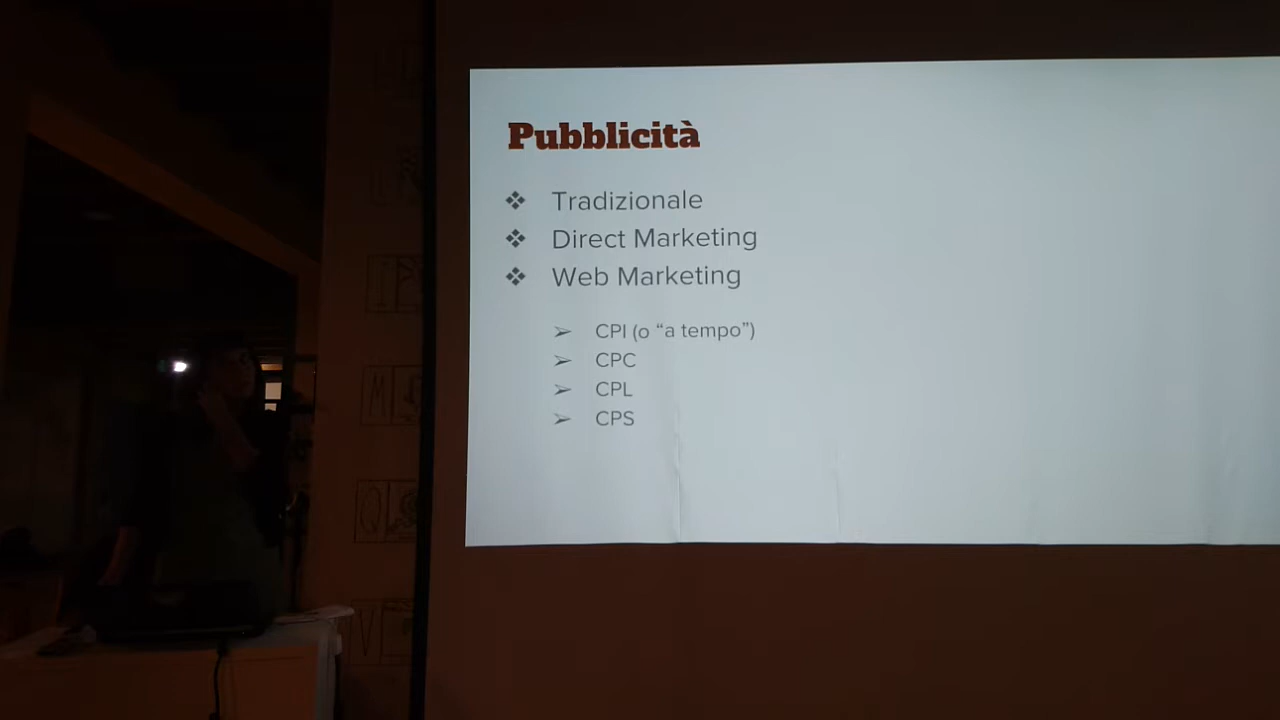 Pubblicità
❖ Tradizionale
❖ Direct Marketing
❖ Web Marketing
➢ CPI (o “a tempo”)
➢ CPC
➢ CPL
➢ CPS
M
Q
V